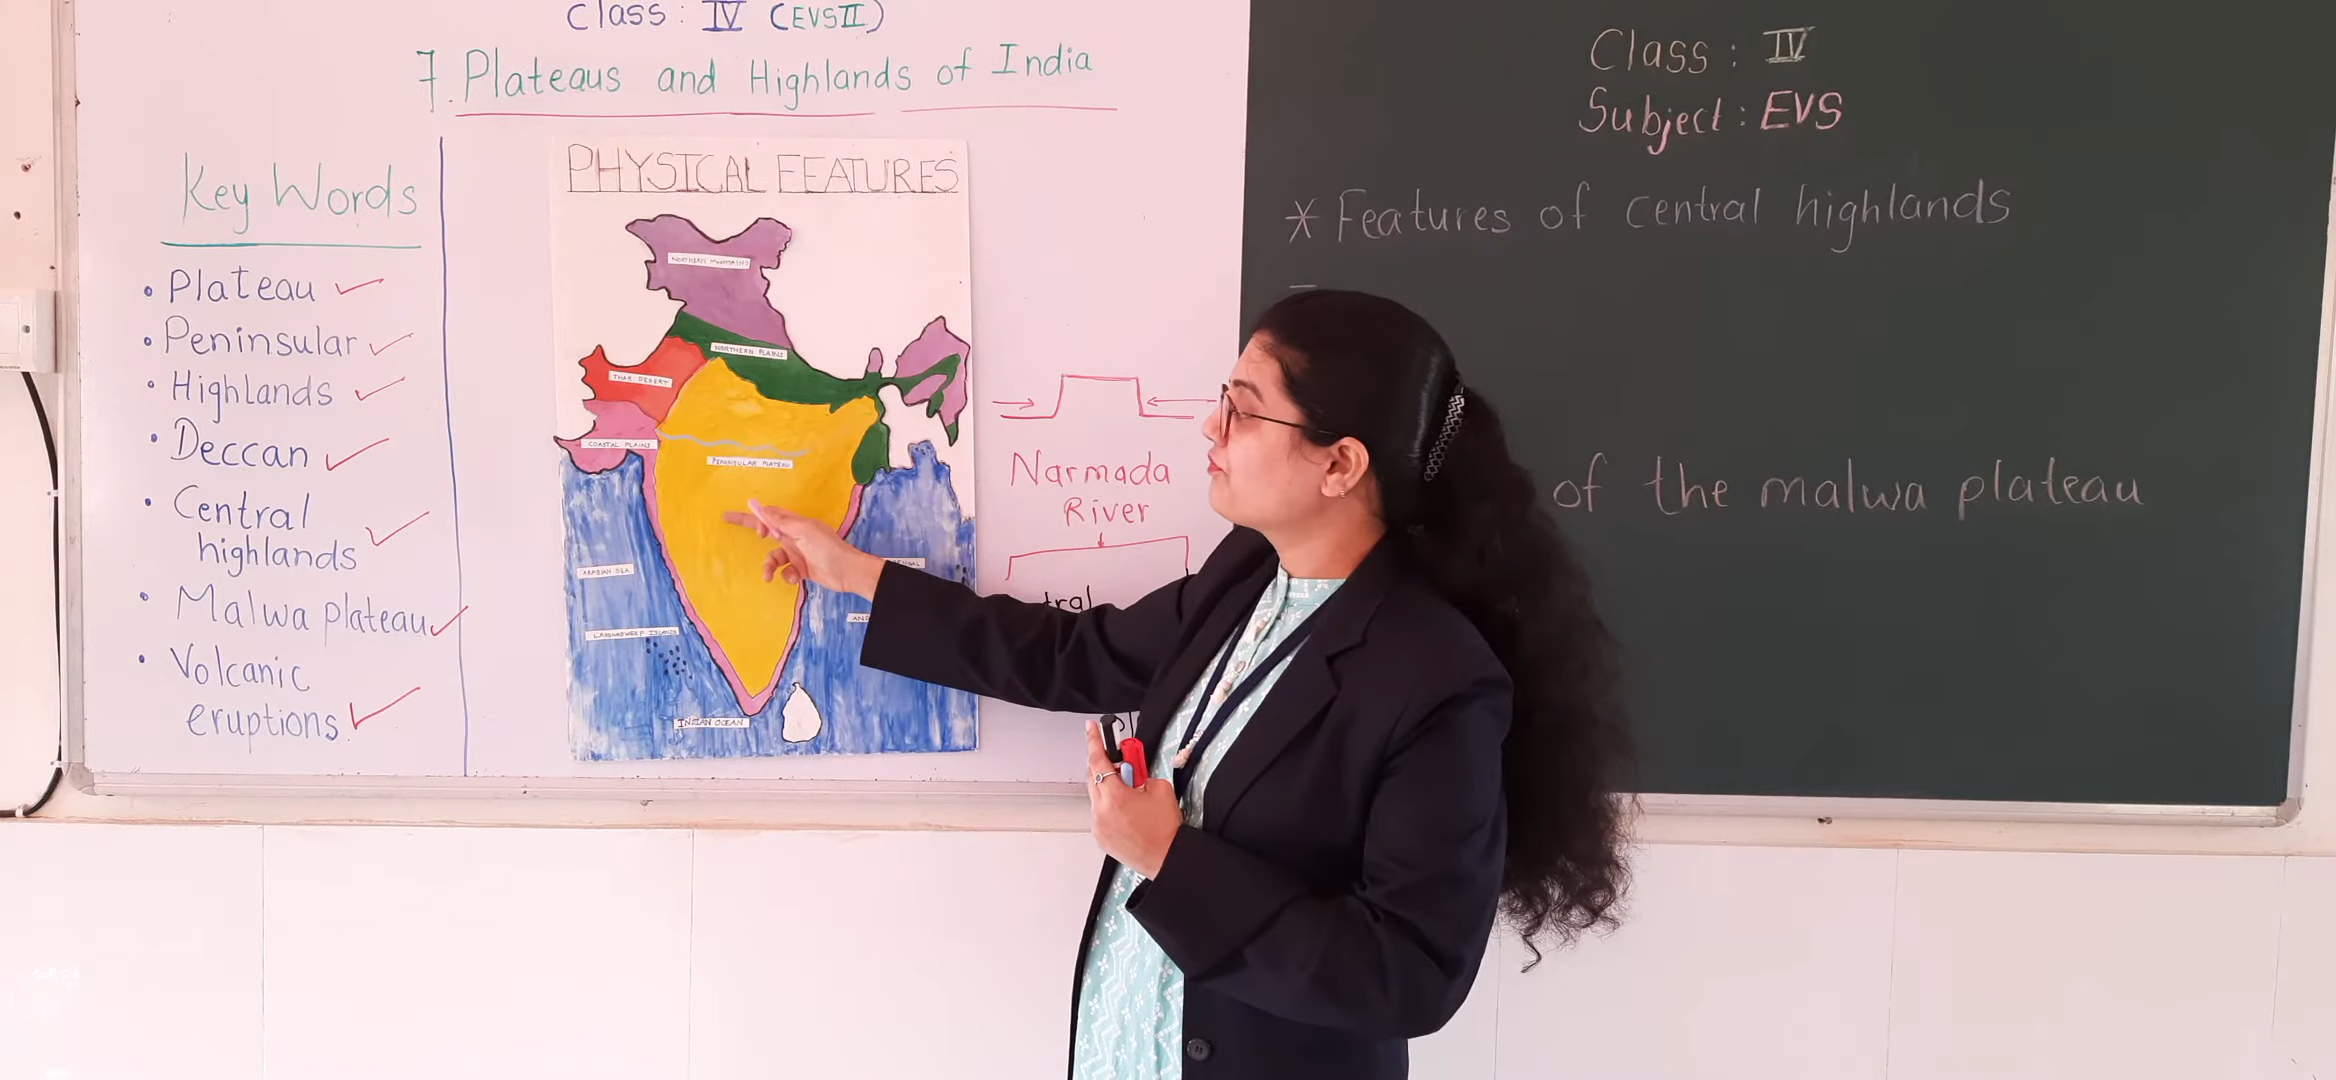 Class : IV (EVSII)
7. Plateaus and Highlands of India
Key Words
• Plateau
• Peninsular
• Highlands
• Deccan
• Central
highlands
• Malwa plateau
• Volcanic
eruptions
PHYSICAL FEATURES
NORTHERN MOUNTAINS
NORTHERN PLAINS
THAR DESERT
COASTAL PLAINS
PENINSULAR PLATEAU
ARABIAN SEA
LAKSHADWEEP ISLANDS
INDIAN OCEAN
Narmada
River
Class : IV
Subject : EVS
* Features of central highlands
of the malwa plateau